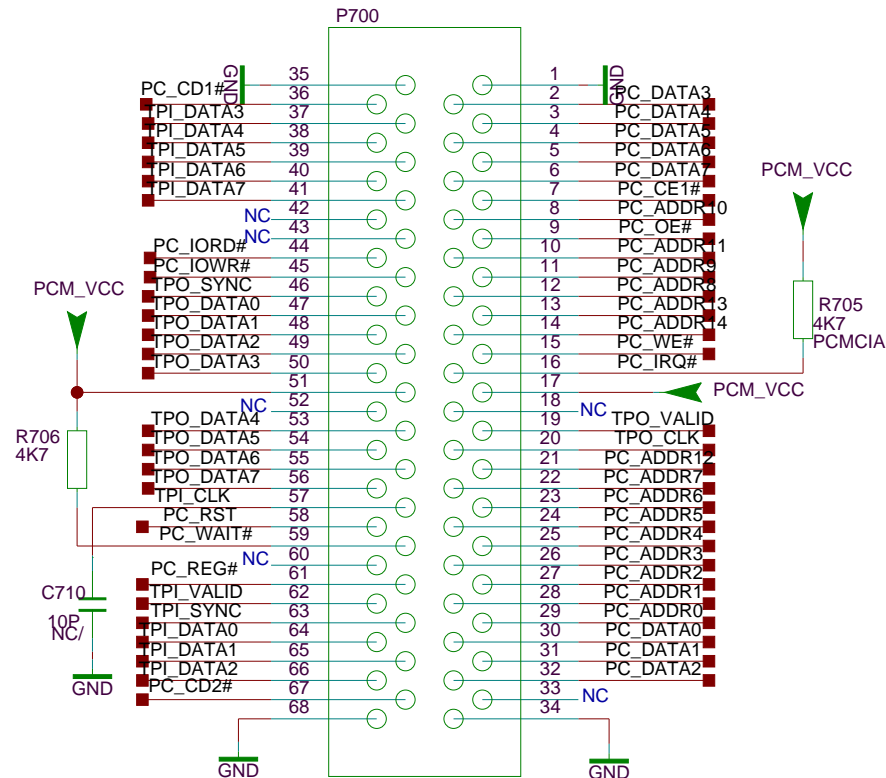 P700
35
GND
PC_CD1#
36
TPI_DATA3
37
TPI_DATA4
38
TPI_DATA5
39
TPI_DATA6
40
TPI_DATA7
41
42
NC
43
NC
PC_IORD#
44
PC_IOWR#
45
TPO_SYNC
46
TPO_DATA0
47
TPO_DATA1
48
TPO_DATA2
49
TPO_DATA3
50
PCM_VCC
51
52
NC
TPO_DATA4
53
TPO_DATA5
54
TPO_DATA6
55
TPO_DATA7
56
R706
4K7
TPI_CLK
57
PC_RST
58
PC_WAIT#
59
60
NC
PC_REG#
61
TPI_VALID
62
TPI_SYNC
63
TPI_DATA0
64
TPI_DATA1
65
TPI_DATA2
66
PC_CD2#
67
68
C710
10P
NC/
GND
GND
1
GND
2
PC_DATA3
3
PC_DATA4
4
PC_DATA5
5
PC_DATA6
6
PC_DATA7
7
PC_CE1#
8
PC_ADDR10
9
PC_OE#
10
PC_ADDR11
11
PC_ADDR9
12
PC_ADDR8
13
PC_ADDR13
14
PC_ADDR14
15
PC_WE#
16
PC_IRQ#
17
PCM_VCC
18
NC
19
TPO_VALID
20
TPO_CLK
21
PC_ADDR12
22
PC_ADDR7
23
PC_ADDR6
24
PC_ADDR5
25
PC_ADDR4
26
PC_ADDR3
27
PC_ADDR2
28
PC_ADDR1
29
PC_ADDR0
30
PC_DATA0
31
PC_DATA1
32
PC_DATA2
33
NC
34
GND
PCM_VCC
R705
4K7
PCMCIA